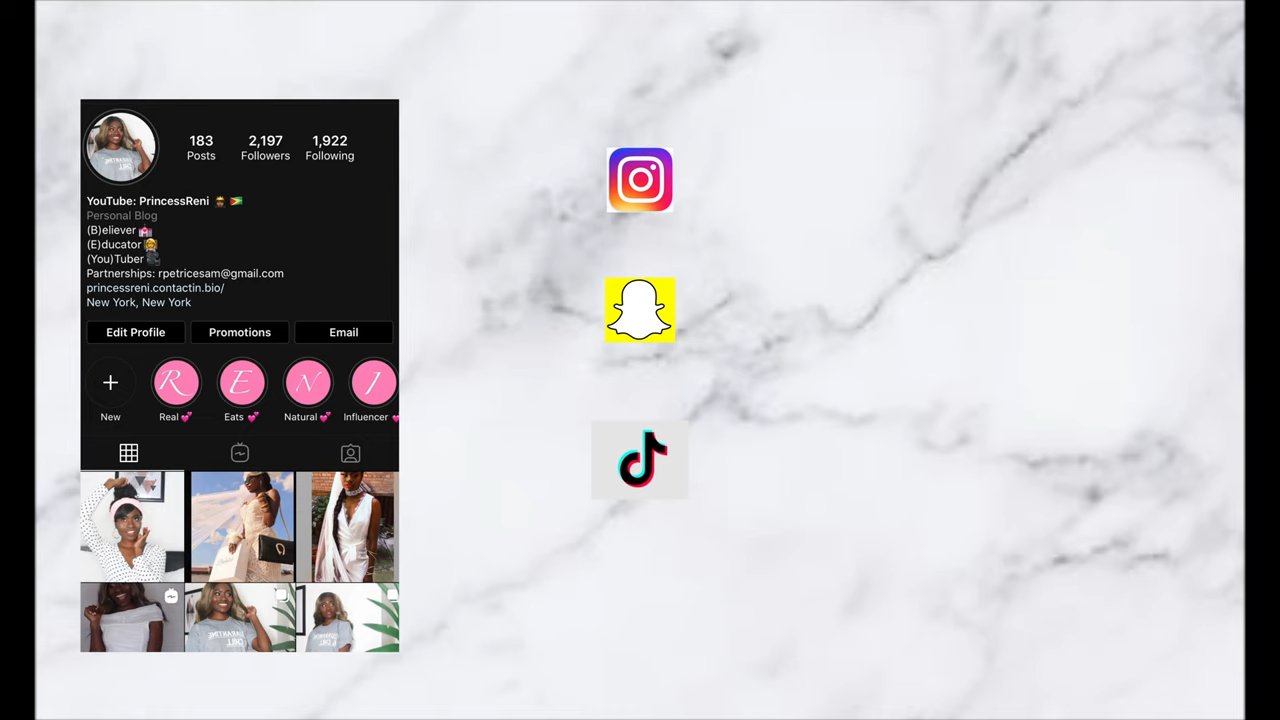 183 2,197 1,922
Posts Followers Following
YouTube: PrincessReni
Personal Blog
(B)eliever
(E)ducator
(You)Tuber
Partnerships: rpetricesam@gmail.com
princessreni.contactin.bio/
New York, New York
Edit Profile Promotions Email
R E N I
New Real Eats Natural Influencer